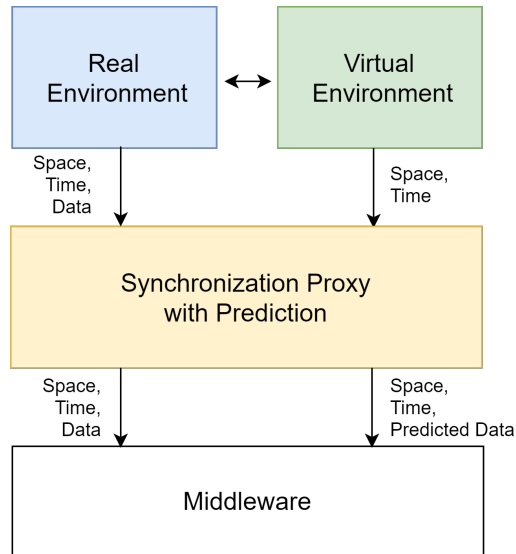 Real
Environment
Virtual
Environment
Space,
Time,
Data
Space,
Time
Synchronization Proxy
with Prediction
Space,
Time,
Data
Space,
Time,
Predicted Data
Middleware